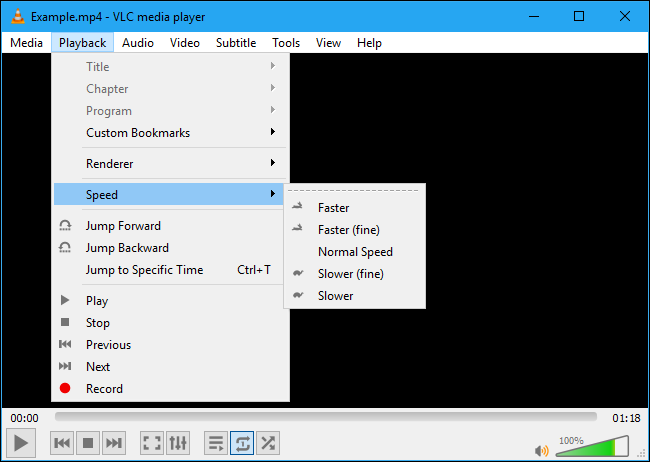 Example.mp4 - VLC media player
Media Playback Audio Video Subtitle Tools View Help
Title
Chapter
Program
Custom Bookmarks
Renderer
Speed
Faster
Faster (fine)
Normal Speed
Slower (fine)
Slower
Jump Forward
Jump Backward
Jump to Specific Time Ctrl+T
Play
Stop
Previous
Next
Record
00:00 01:18
100%